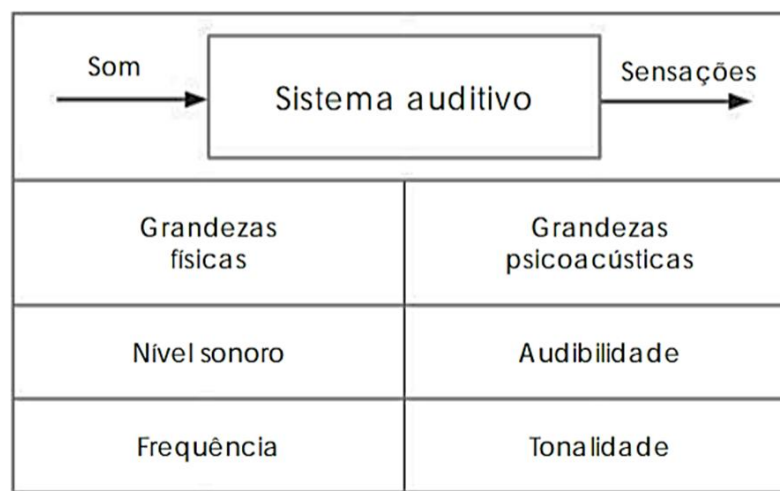 Som
Sistema auditivo
Sensações
Grandezas
físicas
Grandezas
psicoacústicas
Nível sonoro
Audibilidade
Frequência
Tonalidade